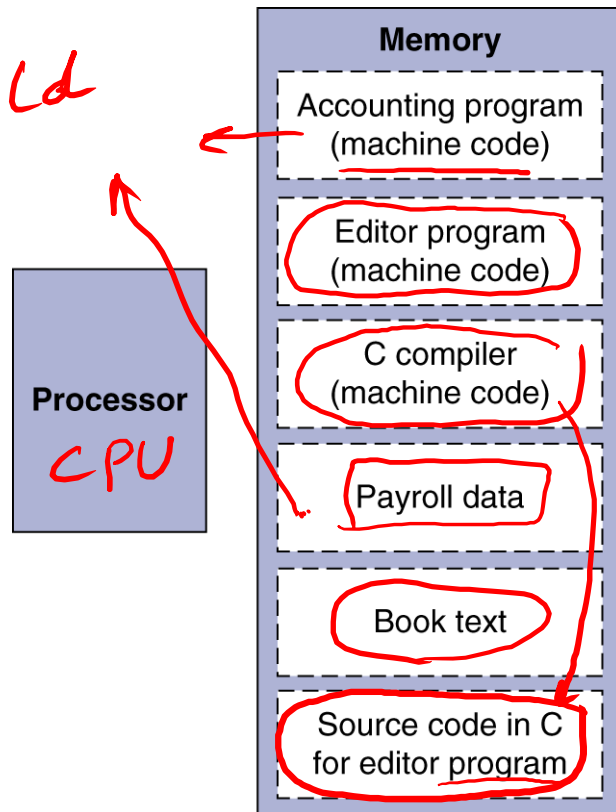 Memory
Ld
Accounting program
(machine code)
Editor program
(machine code)
C compiler
(machine code)
Processor
CPU
Payroll data
Book text
Source code in C
for editor program